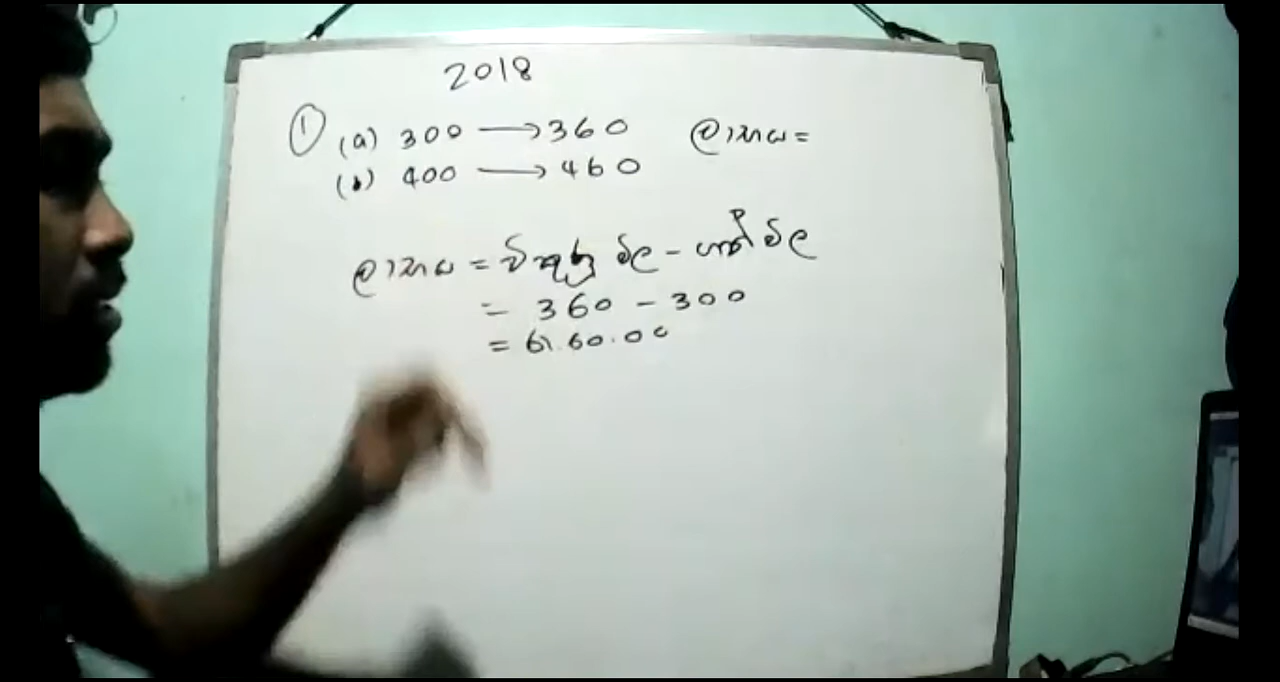 2018
① (a) 300 → 360 ලාභය =
(b) 400 → 460
ලාභය = විකුණු මිල - ගත් මිල
= 360 - 300
= රු.60.00